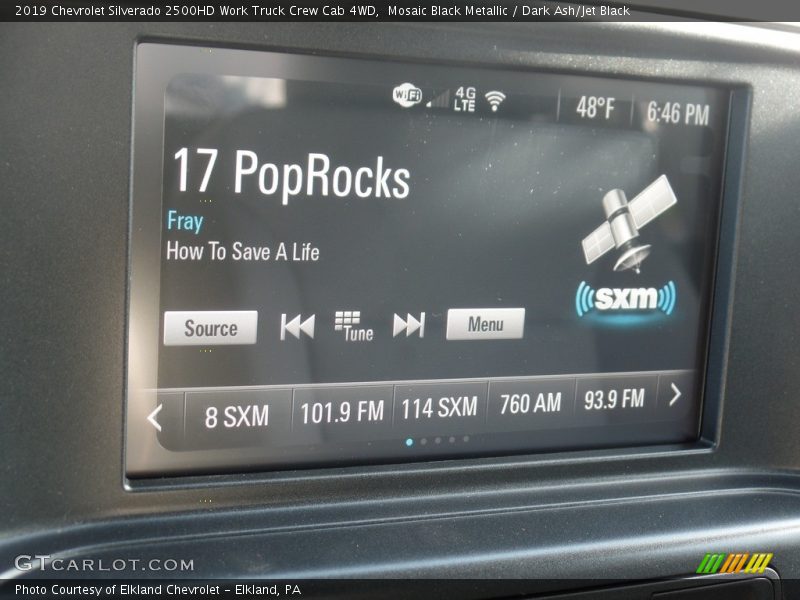 2019 Chevrolet Silverado 2500HD Work Truck Crew Cab 4WD,  Mosaic Black Metallic / Dark Ash/Jet Black
WiFi 4G LTE 48°F 6:46 PM
17 PopRocks
Fray
How To Save A Life
sxm
Source Tune Menu
8 SXM 101.9 FM 114 SXM 760 AM 93.9 FM
GTCARLOT.COM
Photo Courtesy of Elkland Chevrolet - Elkland, PA